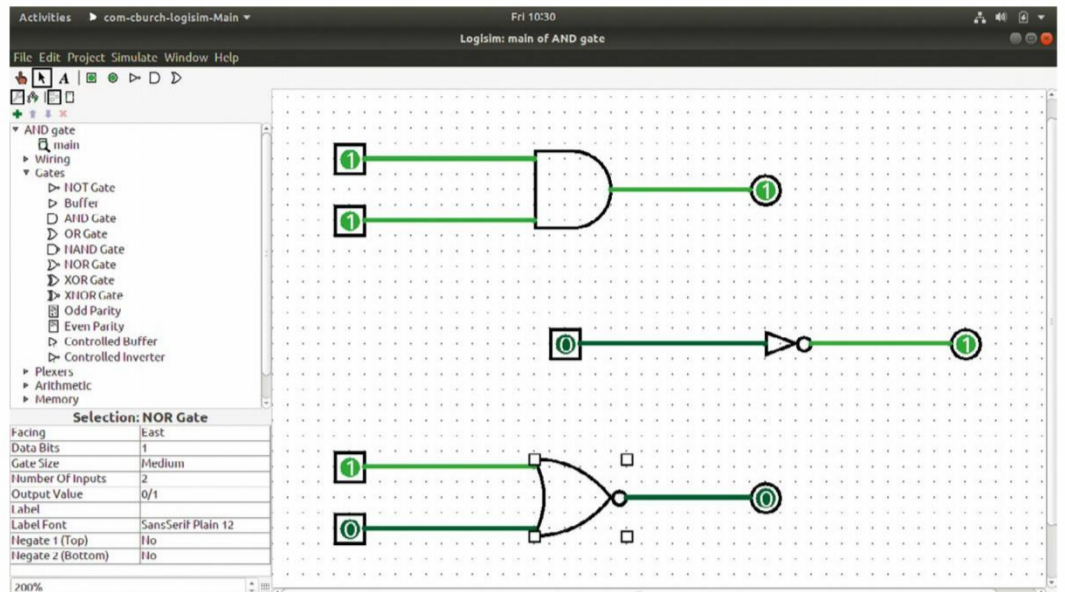 Activities com-cburch-logisim-Main Fri 10:30
Logisim: main of AND gate
File Edit Project Simulate Window Help
A
AND gate
main
Wiring
Gates
NOT Gate
Buffer
AND Gate
OR Gate
NAND Gate
NOR Gate
XOR Gate
XNOR Gate
Odd Parity
Even Parity
Controlled Buffer
Controlled Inverter
Plexers
Arithmetic
Memory
Selection: NOR Gate
Facing East
Data Bits 1
Gate Size Medium
Number Of Inputs 2
Output Value 0/1
Label
Label Font SansSerif Plain 12
Negate 1 (Top) No
Negate 2 (Bottom) No
200%
1
1
1
0
1
1
0
0